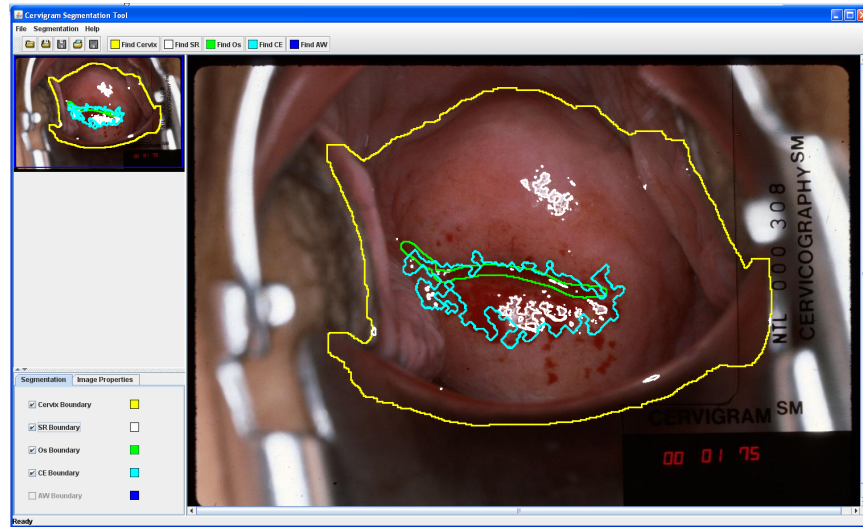 Cervigram Segmentation Tool
File Segmentation Help
Find Cervix Find SR Find Os Find CE Find AW
NTL 000 308
CERVICOGRAPHY SM
CERVIGRAM SM
00 01 75
Segmentation Image Properties
Cervix Boundary
SR Boundary
Os Boundary
CE Boundary
AW Boundary
Ready